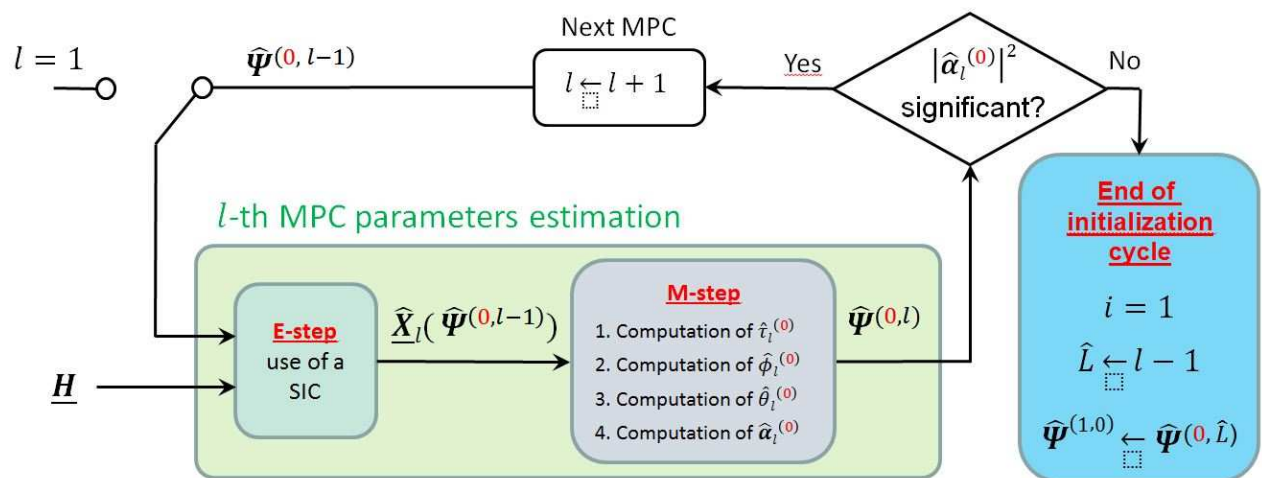 l = 1
Ψ̂^(0, l−1)
Next MPC
l ← l + 1
Yes
|α̂_l^(0)|^2
significant?
No
l-th MPC parameters estimation
H
E-step
use of a
SIC
X̂_l(Ψ̂^(0,l−1))
M-step
1. Computation of τ̂_l^(0)
2. Computation of ϕ̂_l^(0)
3. Computation of θ̂_l^(0)
4. Computation of α̂_l^(0)
Ψ̂^(0,l)
End of
initialization
cycle
i = 1
L̂ ← l − 1
Ψ̂^(1,0) ← Ψ̂^(0, L̂)